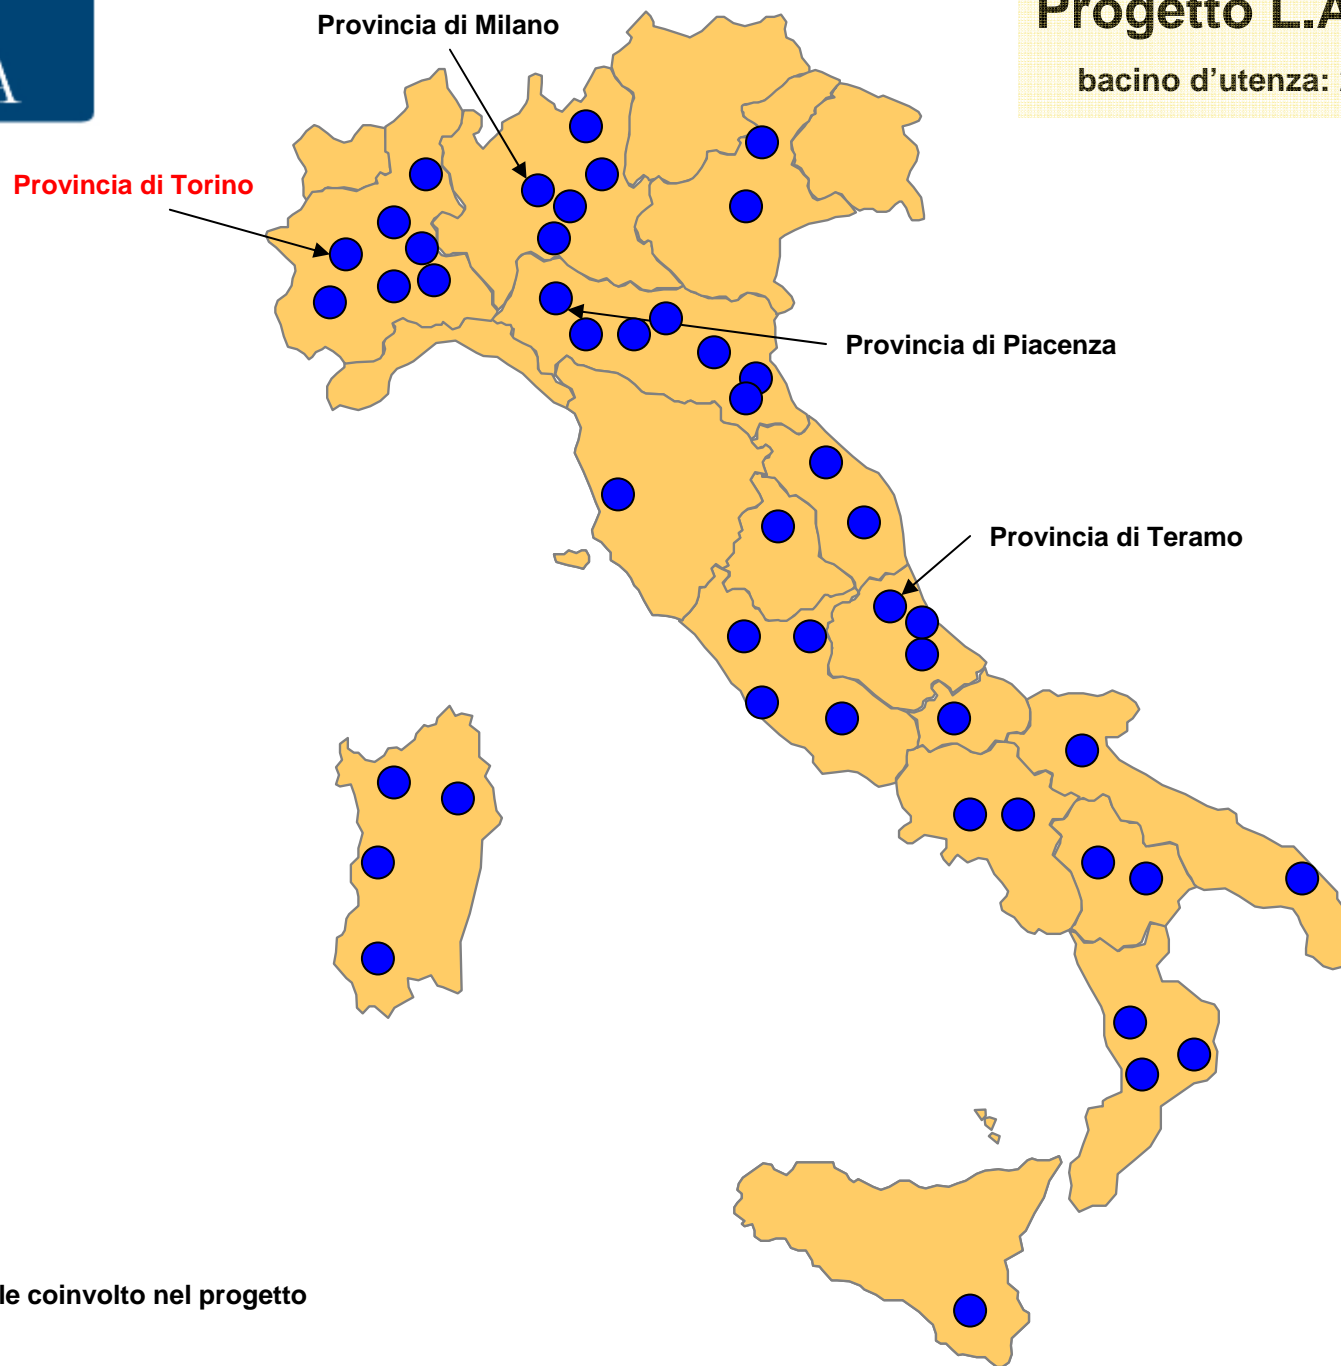 Provincia di Milano
Progetto L.A
bacino d'utenza:
A
Provincia di Torino
Provincia di Piacenza
Provincia di Teramo
le coinvolto nel progetto